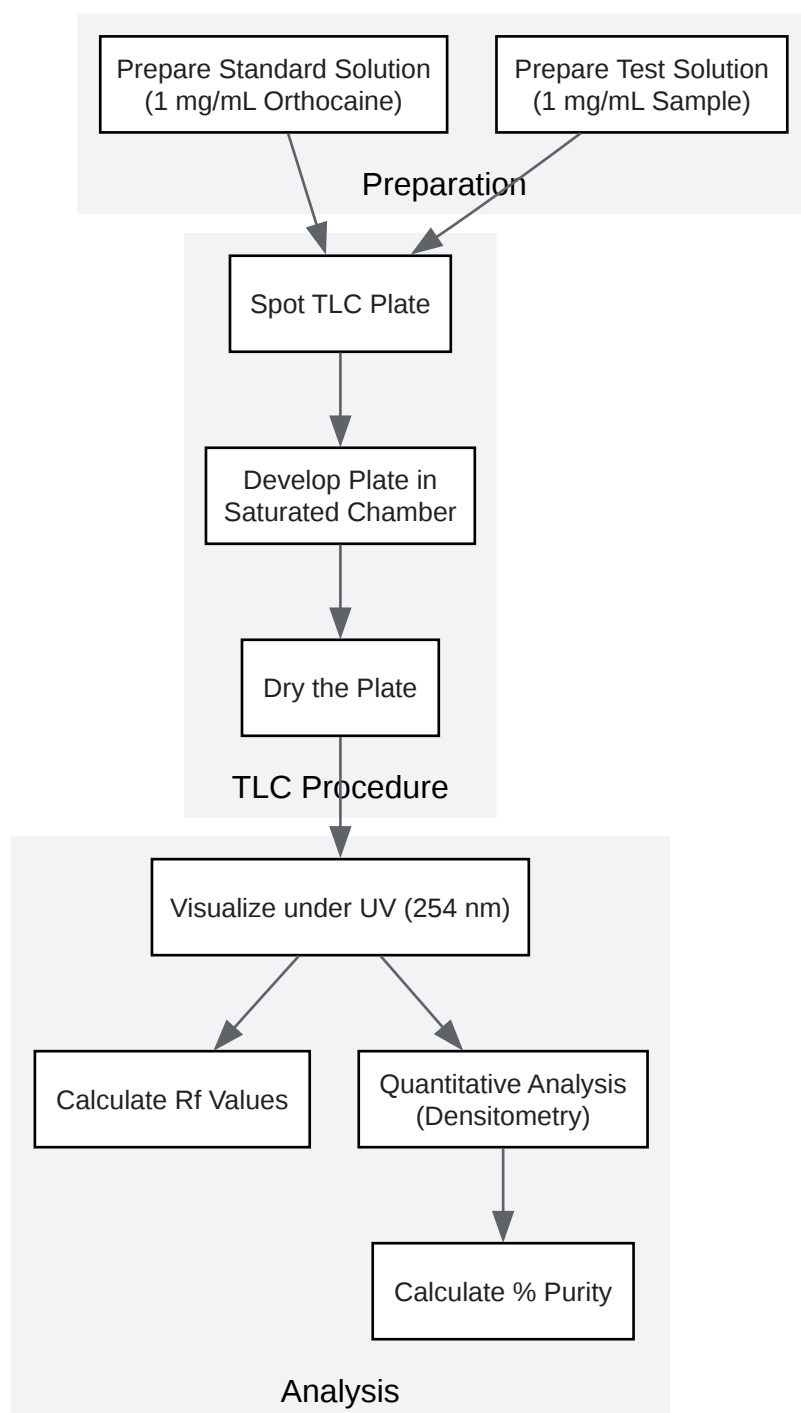 Prepare Standard Solution
(1 mg/mL Orthocaine)
Prepare Test Solution
(1 mg/mL Sample)
Preparation
Spot TLC Plate
Develop Plate in
Saturated Chamber
Dry the Plate
TLC Procedure
Visualize under UV (254 nm)
Calculate Rf Values
Quantitative Analysis
(Densitometry)
Calculate % Purity
Analysis